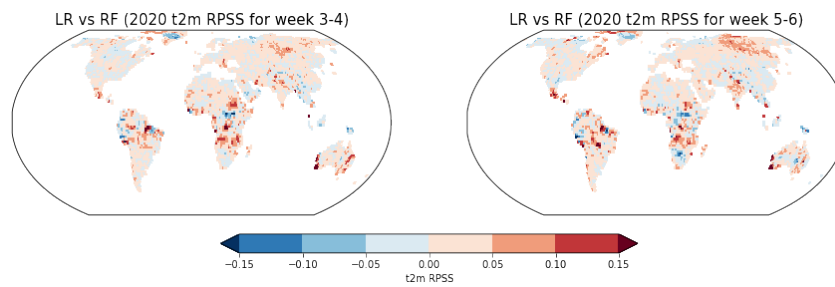 LR vs RF (2020 t2m RPSS for week 3-4)
LR vs RF (2020 t2m RPSS for week 5-6)
−0.15 −0.10 −0.05 0.00 0.05 0.10 0.15
t2m RPSS